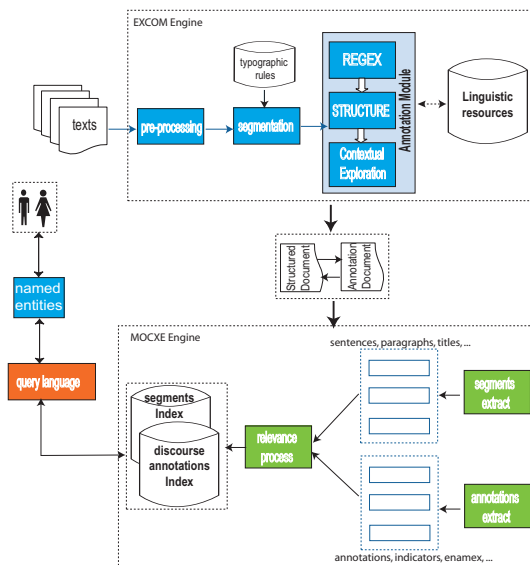 EXCOM Engine
typographic
rules
texts
pre-processing
segmentation
REGEX
STRUCTURE
Contextual
Exploration
Annotation Module
Linguistic
resources
Structured
Document
Annotation
Document
named
entities
query language
MOCXE Engine
sentences, paragraphs, titles, ...
segments
Index
discourse
annotations
Index
relevance
process
segments
extract
annotations
extract
annotations, indicators, enamex, ...